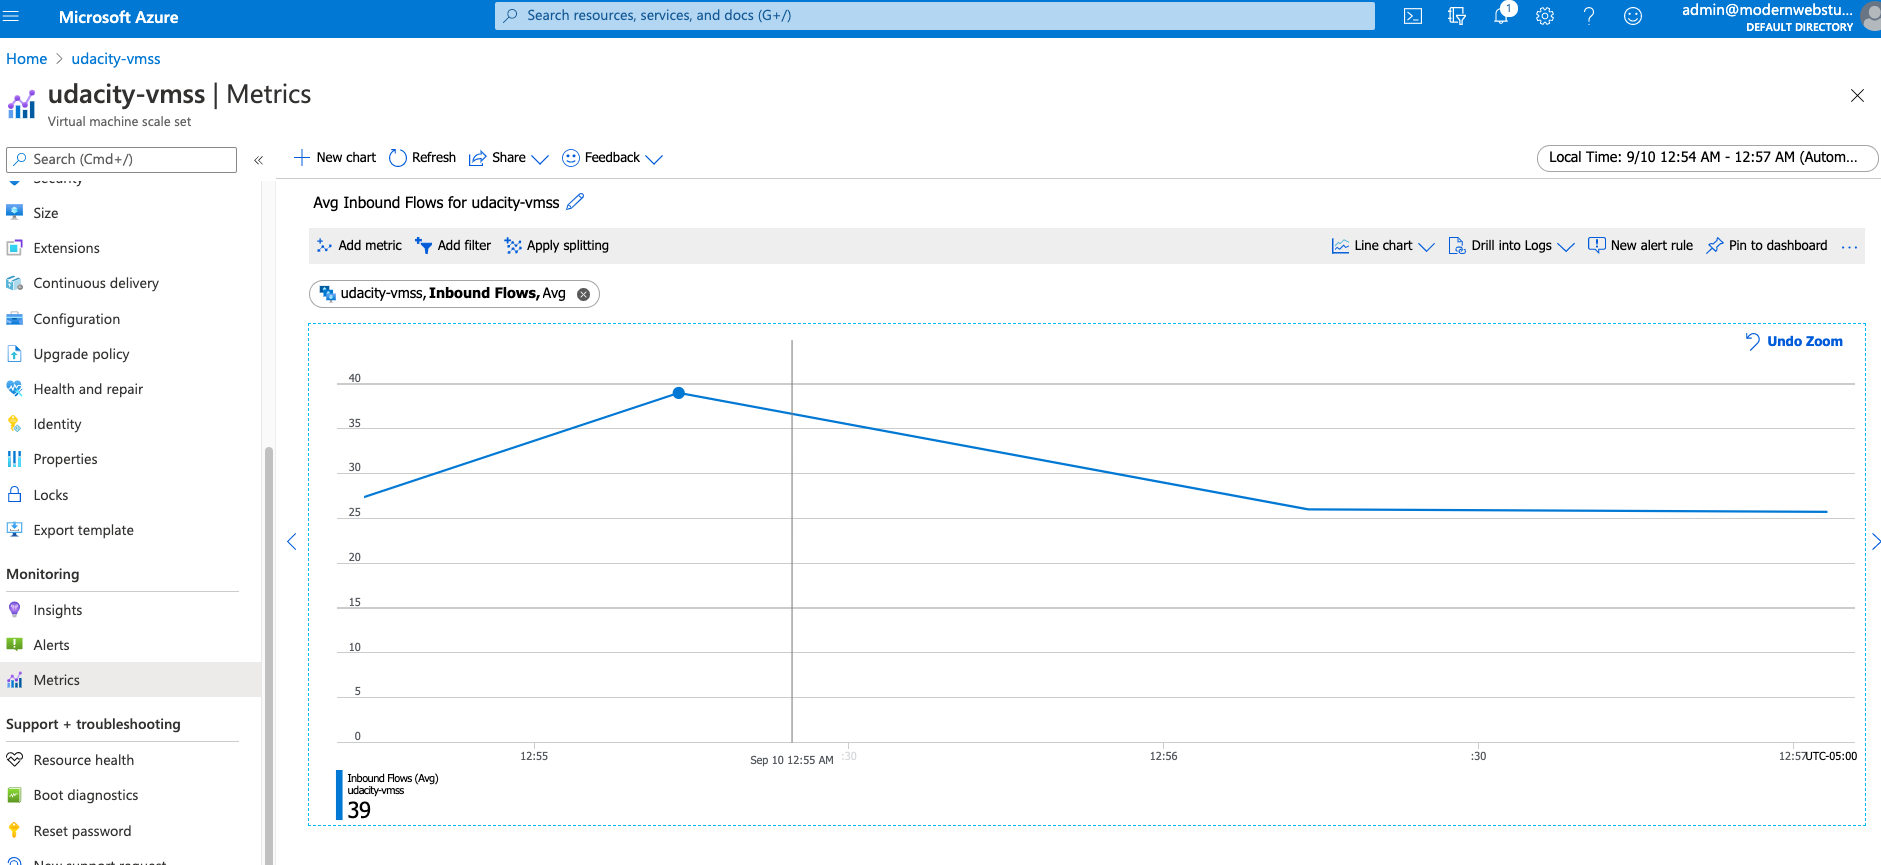 Microsoft Azure
Search resources, services, and docs (G+/)
1
admin@modernwebstu...
DEFAULT DIRECTORY
Home > udacity-vmss
udacity-vmss | Metrics
Virtual machine scale set
Search (Cmd+/)
«
New chart
Refresh
Share
Feedback
Local Time: 9/10 12:54 AM - 12:57 AM (Autom...
Security
Size
Extensions
Continuous delivery
Configuration
Upgrade policy
Health and repair
Identity
Properties
Locks
Export template
Monitoring
Insights
Alerts
Metrics
Support + troubleshooting
Resource health
Boot diagnostics
Reset password
New support request
Avg Inbound Flows for udacity-vmss
Add metric
Add filter
Apply splitting
Line chart
Drill into Logs
New alert rule
Pin to dashboard
...
udacity-vmss, Inbound Flows, Avg
Undo Zoom
40
35
30
25
20
15
10
5
0
12:55
Sep 10 12:55 AM
:30
12:56
:30
12:57
UTC-05:00
Inbound Flows (Avg)
udacity-vmss
39